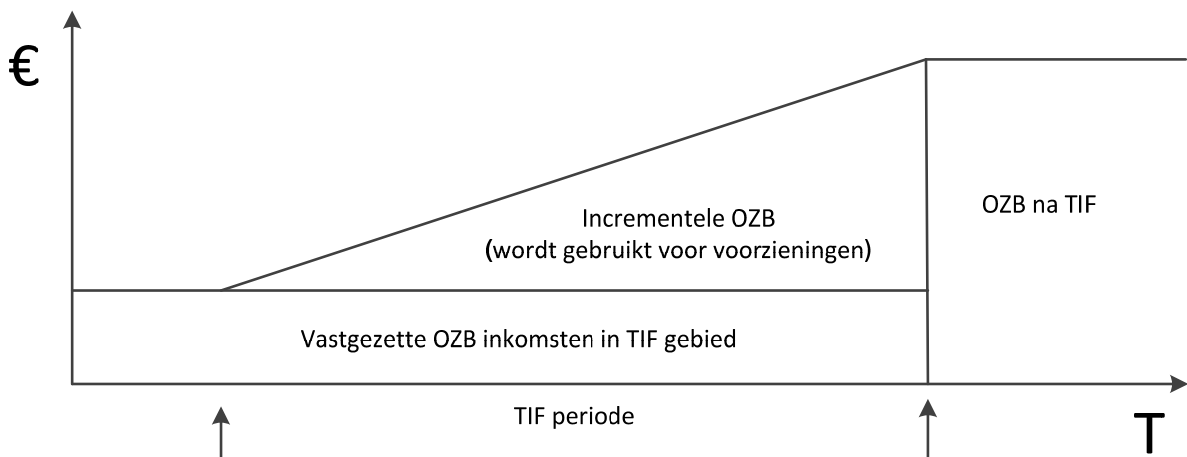 €
Incrementele OZB
(wordt gebruikt voor voorzieningen)
OZB na TIF
Vastgezette OZB inkomsten in TIF gebied
TIF periode
T